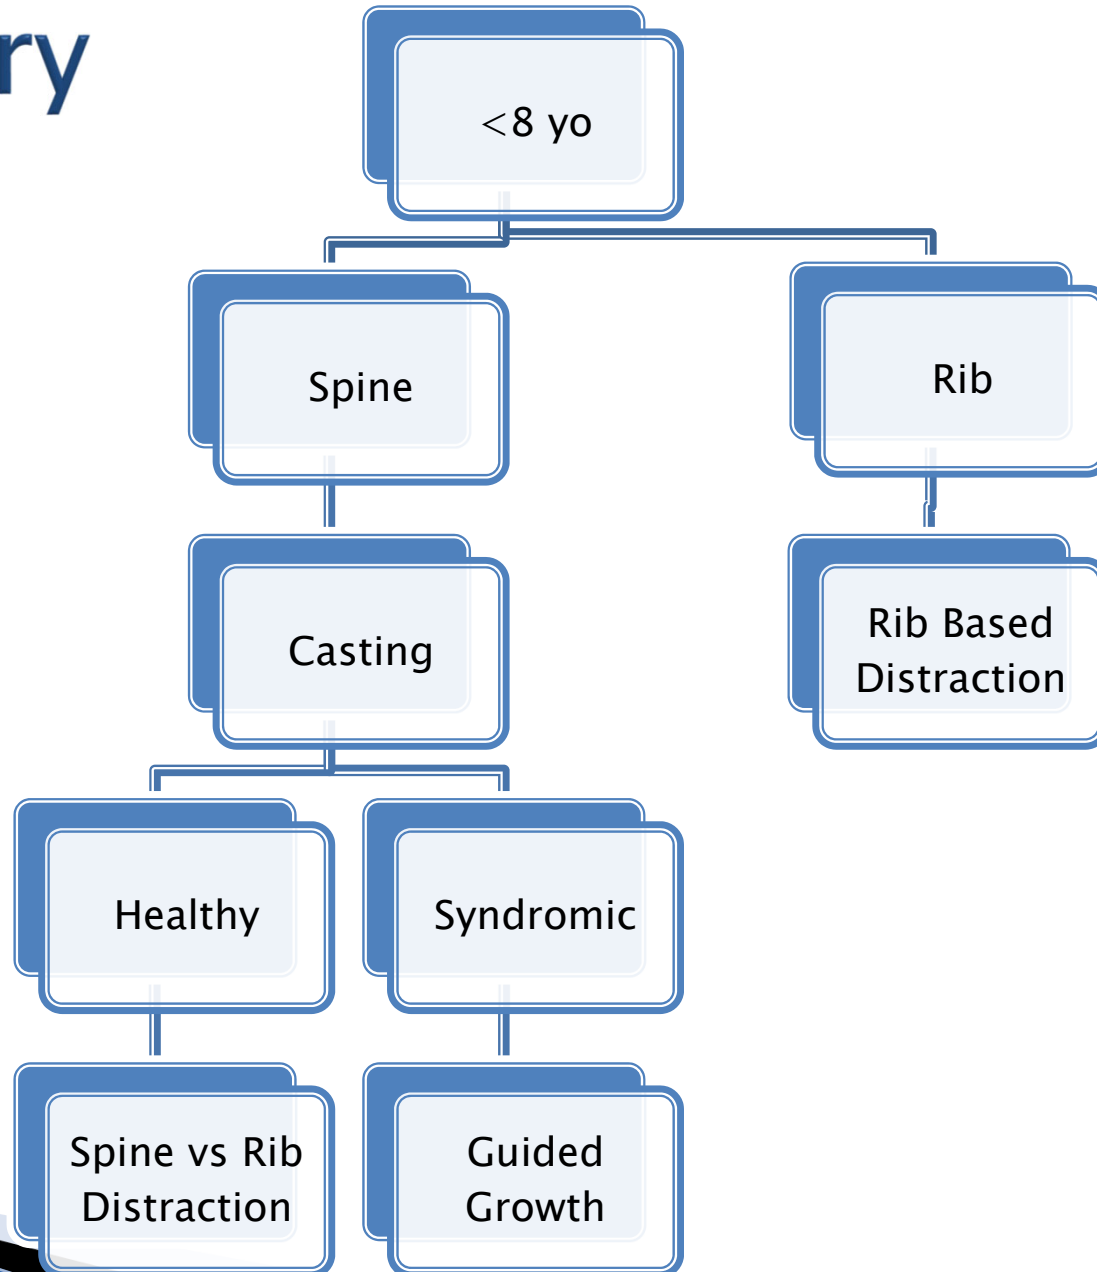 ry
<8 yo
Spine
Rib
Casting
Rib Based
Distraction
Healthy
Syndromic
Spine vs Rib
Distraction
Guided
Growth